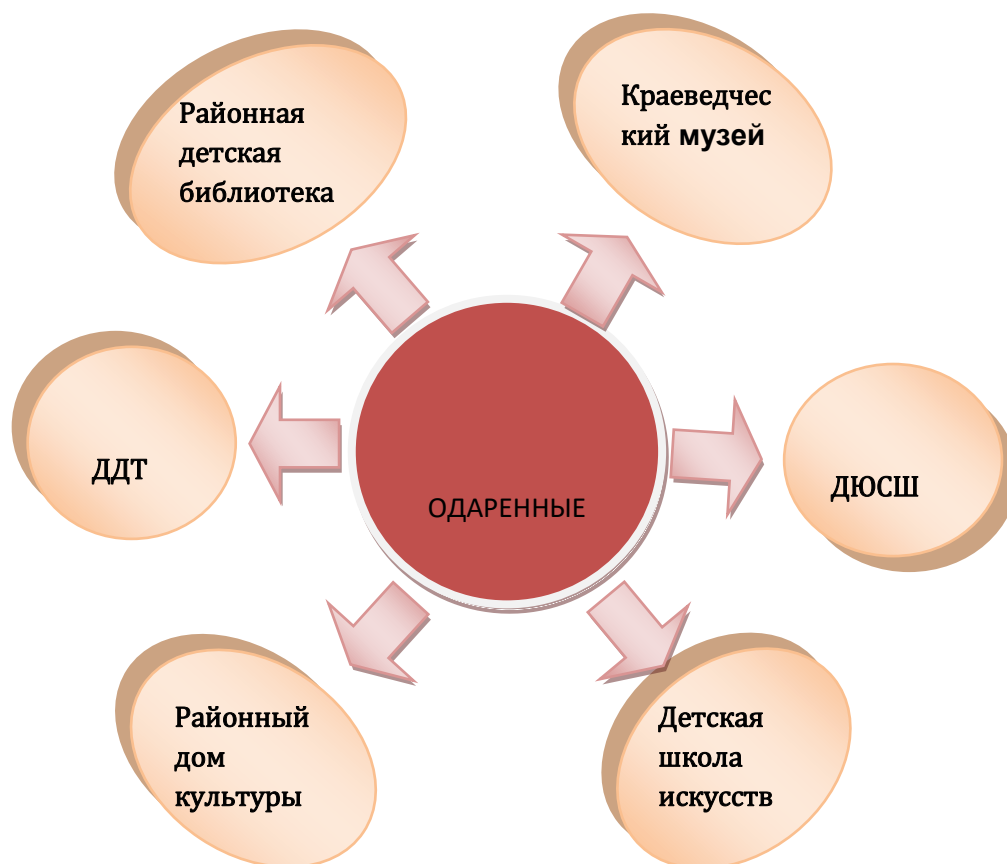 Районная
детская
библиотека
Краеведчес
кий музей
ДДТ
ОДАРЕННЫЕ
ДЮСШ
Районный
дом
культуры
Детская
школа
искусств